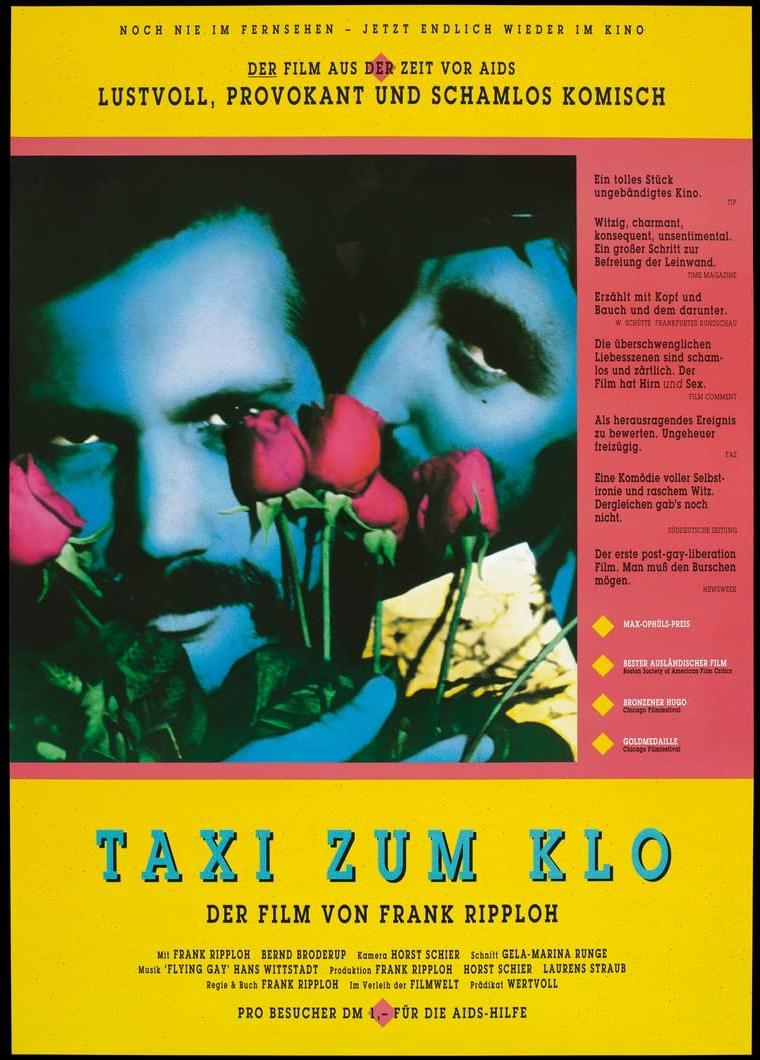 NOCH NIE IM FERNSEHEN – JETZT ENDLICH WIEDER IM KINO
DER FILM AUS DER ZEIT VOR AIDS
LUSTVOLL, PROVOKANT UND SCHAMLOS KOMISCH
Ein tolles Stück
ungebändigtes Kino.
TIP
Witzig, charmant,
konsequent, unsentimental.
Ein großer Schritt zur
Befreiung der Leinwand.
TIME MAGAZINE
Erzählt mit Kopf und
Bauch und dem darunter.
W. SCHÜTTE FRANKFURTER RUNDSCHAU
Die überschwenglichen
Liebesszenen sind scham-
los und zärtlich. Der
Film hat Hirn und Sex.
FILM COMMENT
Als herausragendes Ereignis
zu bewerten. Ungeheuer
freizügig.
FAZ
Eine Komödie voller Selbst-
ironie und raschem Witz.
Dergleichen gab's noch
nicht.
SÜDDEUTSCHE ZEITUNG
Der erste post-gay-liberation
Film. Man muß den Burschen
mögen.
NEWSWEEK
MAX-OPHÜLS-PREIS
BESTER AUSLÄNDISCHER FILM
Boston Society of American Film Critics
BRONZENER HUGO
Chicago Filmfestival
GOLDMEDAILLE
Chicago Filmfestival
TAXI ZUM KLO
DER FILM VON FRANK RIPPLOH
Mit FRANK RIPPLOH BERND BRODERUP Kamera HORST SCHIER Schnitt GELA-MARINA RUNGE
Musik 'FLYING GAY' HANS WITTSTADT Produktion FRANK RIPPLOH HORST SCHIER LAURENS STRAUB
Regie & Buch FRANK RIPPLOH Im Verleih der FILMWELT Prädikat WERTVOLL
PRO BESUCHER DM 1,– FÜR DIE AIDS-HILFE